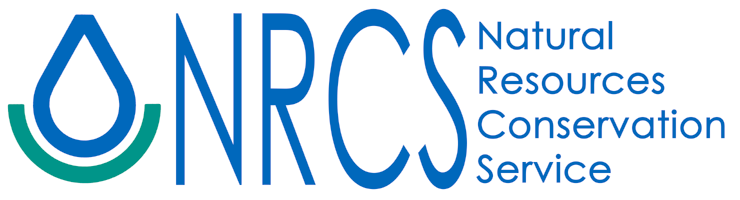 NRCS
Natural
Resources
Conservation
Service